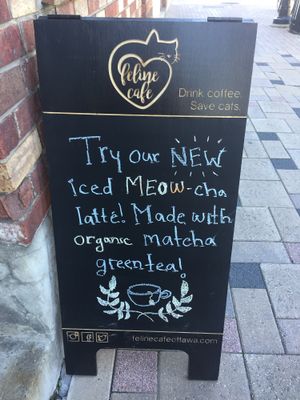 feline
cafe
Drink coffee.
Save cats.
Try our NEW
iced MEOW-cha
latté! Made with
organic matcha
green tea!
felinecafeottawa.com